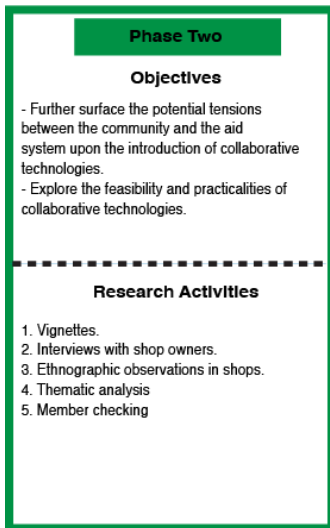 Phase Two
Objectives
- Further surface the potential tensions
between the community and the aid
system upon the introduction of collaborative
technologies.
- Explore the feasibility and practicalities of
collaborative technologies.
Research Activities
1. Vignettes.
2. Interviews with shop owners.
3. Ethnographic observations in shops.
4. Thematic analysis
5. Member checking